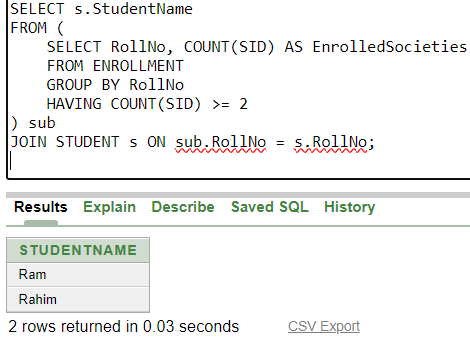 SELECT s.StudentName
FROM (
    SELECT RollNo, COUNT(SID) AS EnrolledSocieties
    FROM ENROLLMENT
    GROUP BY RollNo
    HAVING COUNT(SID) >= 2
) sub
JOIN STUDENT s ON sub.RollNo = s.RollNo;
Results Explain Describe Saved SQL History
STUDENTNAME
Ram
Rahim
2 rows returned in 0.03 seconds CSV Export